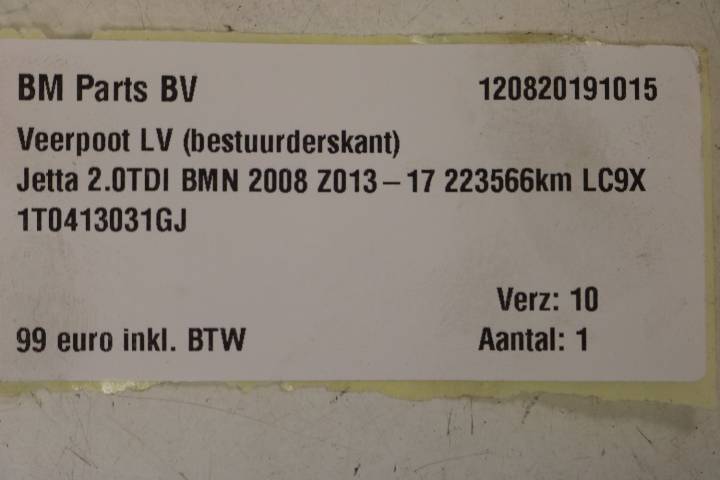 BM Parts BV 120820191015
Veerpoot LV (bestuurderskant)
Jetta 2.0TDI BMN 2008 Z013-17 223566km LC9X
1T0413031GJ
Verz: 10
99 euro inkl. BTW Aantal: 1